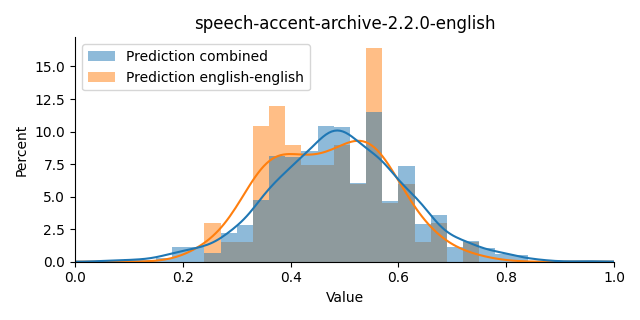 speech-accent-archive-2.2.0-english
Prediction combined
Prediction english-english
Percent
15.0
12.5
10.0
7.5
5.0
2.5
0.0
0.0 0.2 0.4 0.6 0.8 1.0
Value